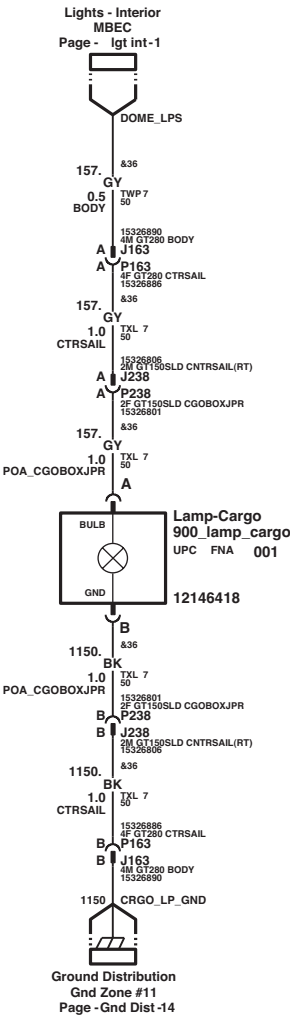 Lights - Interior
MBEC
Page - lgt int-1
DOME_LPS
157.
&36
GY
0.5
TWP 7
BODY
50
15326890
4M GT280 BODY
A J163
A P163
4F GT280 CTRSAIL
15326886
157.
&36
GY
1.0
TXL 7
CTRSAIL
50
15326806
2M GT150SLD CNTRSAIL(RT)
A J238
A P238
2F GT150SLD CGOBOXJPR
15326801
157.
&36
GY
1.0
TXL 7
POA_CGOBOXJPR
50
A
BULB
GND
Lamp-Cargo
900_lamp_cargo
UPC FNA 001
12146418
B
1150.
&36
BK
1.0
TXL 7
POA_CGOBOXJPR
50
15326801
2F GT150SLD CGOBOXJPR
B P238
B J238
2M GT150SLD CNTRSAIL(RT)
15326806
1150.
&36
BK
1.0
TXL 7
CTRSAIL
50
15326886
4F GT280 CTRSAIL
B P163
B J163
4M GT280 BODY
15326890
1150 CRGO_LP_GND
Ground Distribution
Gnd Zone #11
Page - Gnd Dist -14